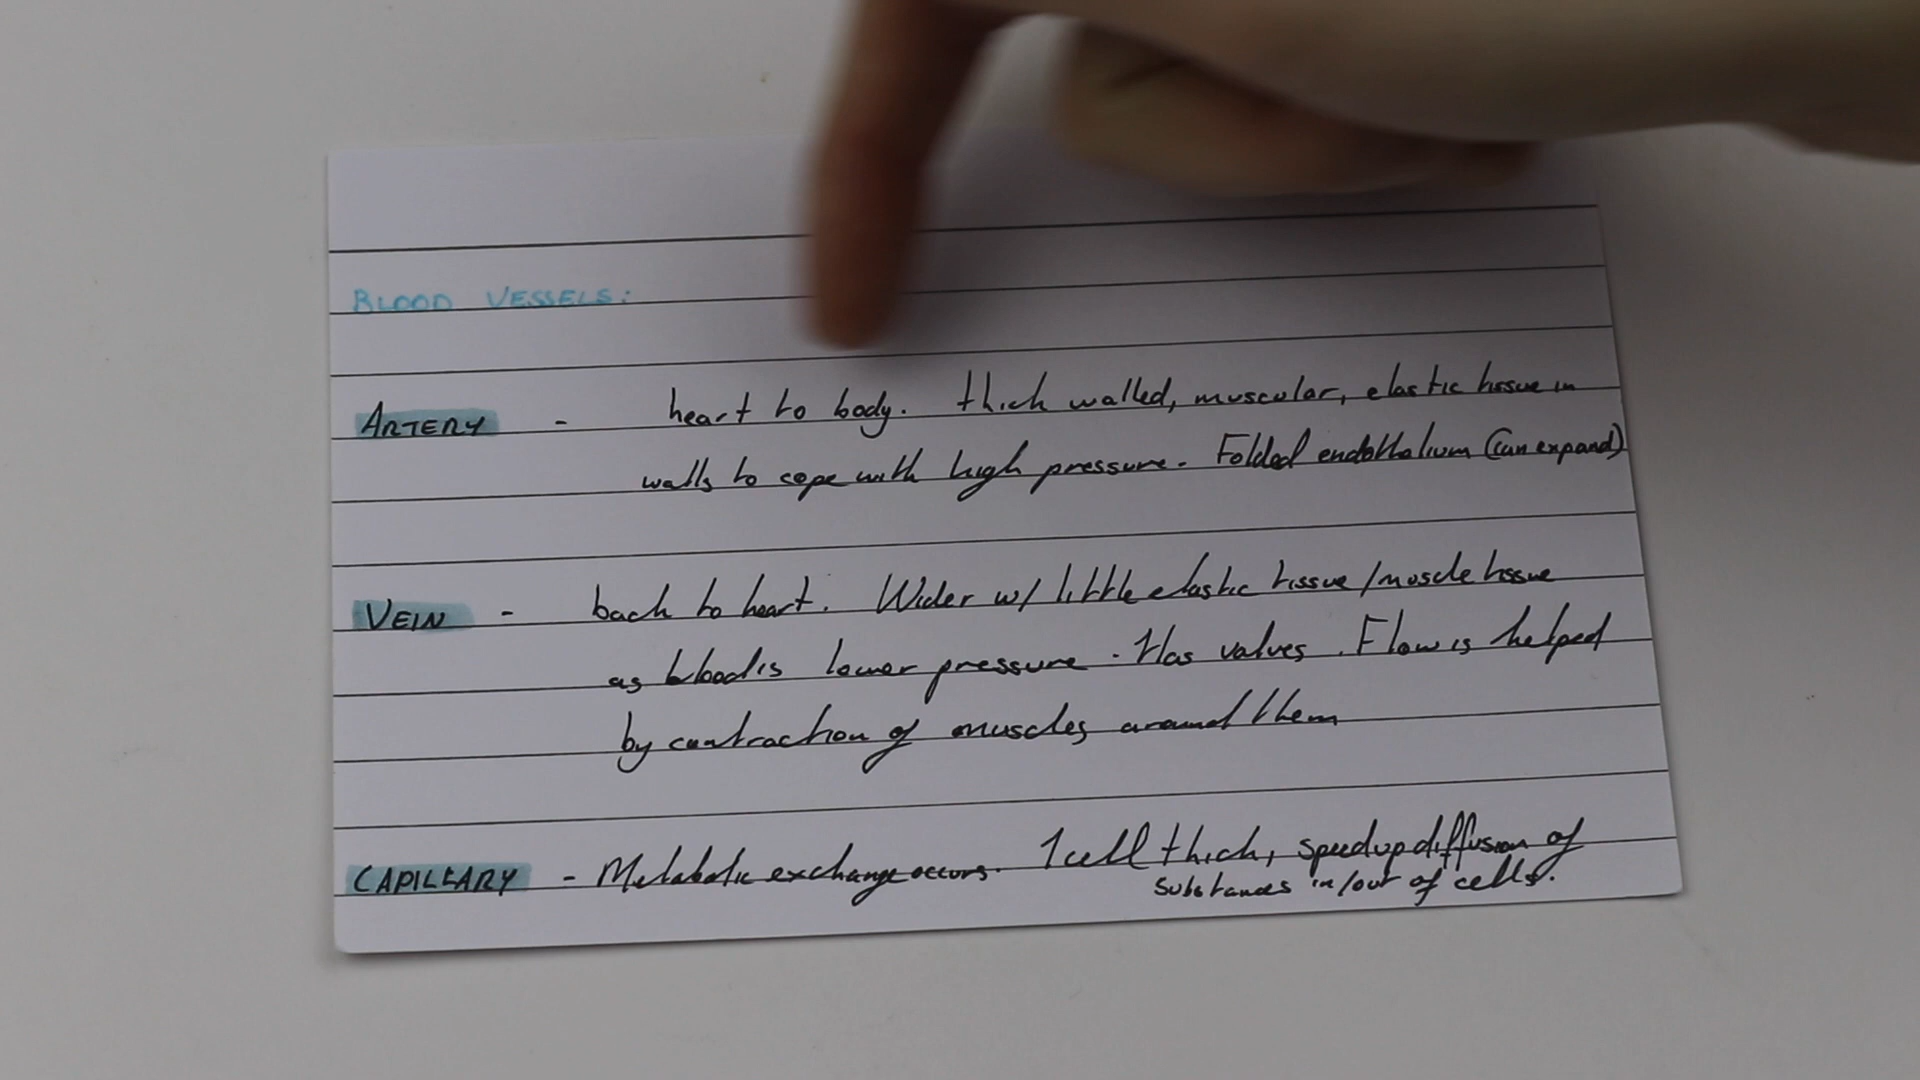 BLOOD VESSELS:
ARTERY - heart to body. thick walled, muscular, elastic tissue in
walls to cope with high pressure. Folded endothelium (can expand)
VEIN - back to heart. Wider w/ little elastic tissue/muscle tissue
as blood is lower pressure. Has valves. Flow is helped
by contraction of muscles around them
CAPILLARY - Metabolic exchange occurs. 1 cell thick, speed up diffusion of
substances in/out of cells.